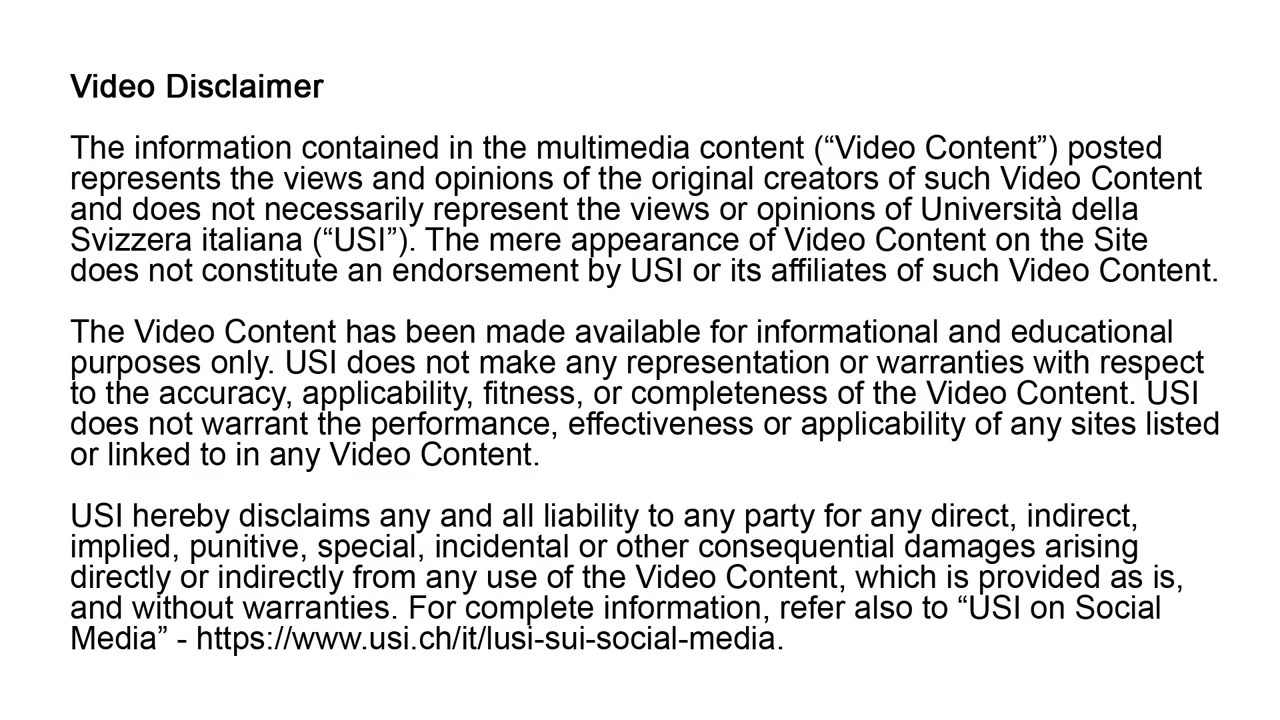 Video Disclaimer
The information contained in the multimedia content (“Video Content”) posted
represents the views and opinions of the original creators of such Video Content
and does not necessarily represent the views or opinions of Università della
Svizzera italiana (“USI”). The mere appearance of Video Content on the Site
does not constitute an endorsement by USI or its affiliates of such Video Content.
The Video Content has been made available for informational and educational
purposes only. USI does not make any representation or warranties with respect
to the accuracy, applicability, fitness, or completeness of the Video Content. USI
does not warrant the performance, effectiveness or applicability of any sites listed
or linked to in any Video Content.
USI hereby disclaims any and all liability to any party for any direct, indirect,
implied, punitive, special, incidental or other consequential damages arising
directly or indirectly from any use of the Video Content, which is provided as is,
and without warranties. For complete information, refer also to “USI on Social
Media” - https://www.usi.ch/it/lusi-sui-social-media.